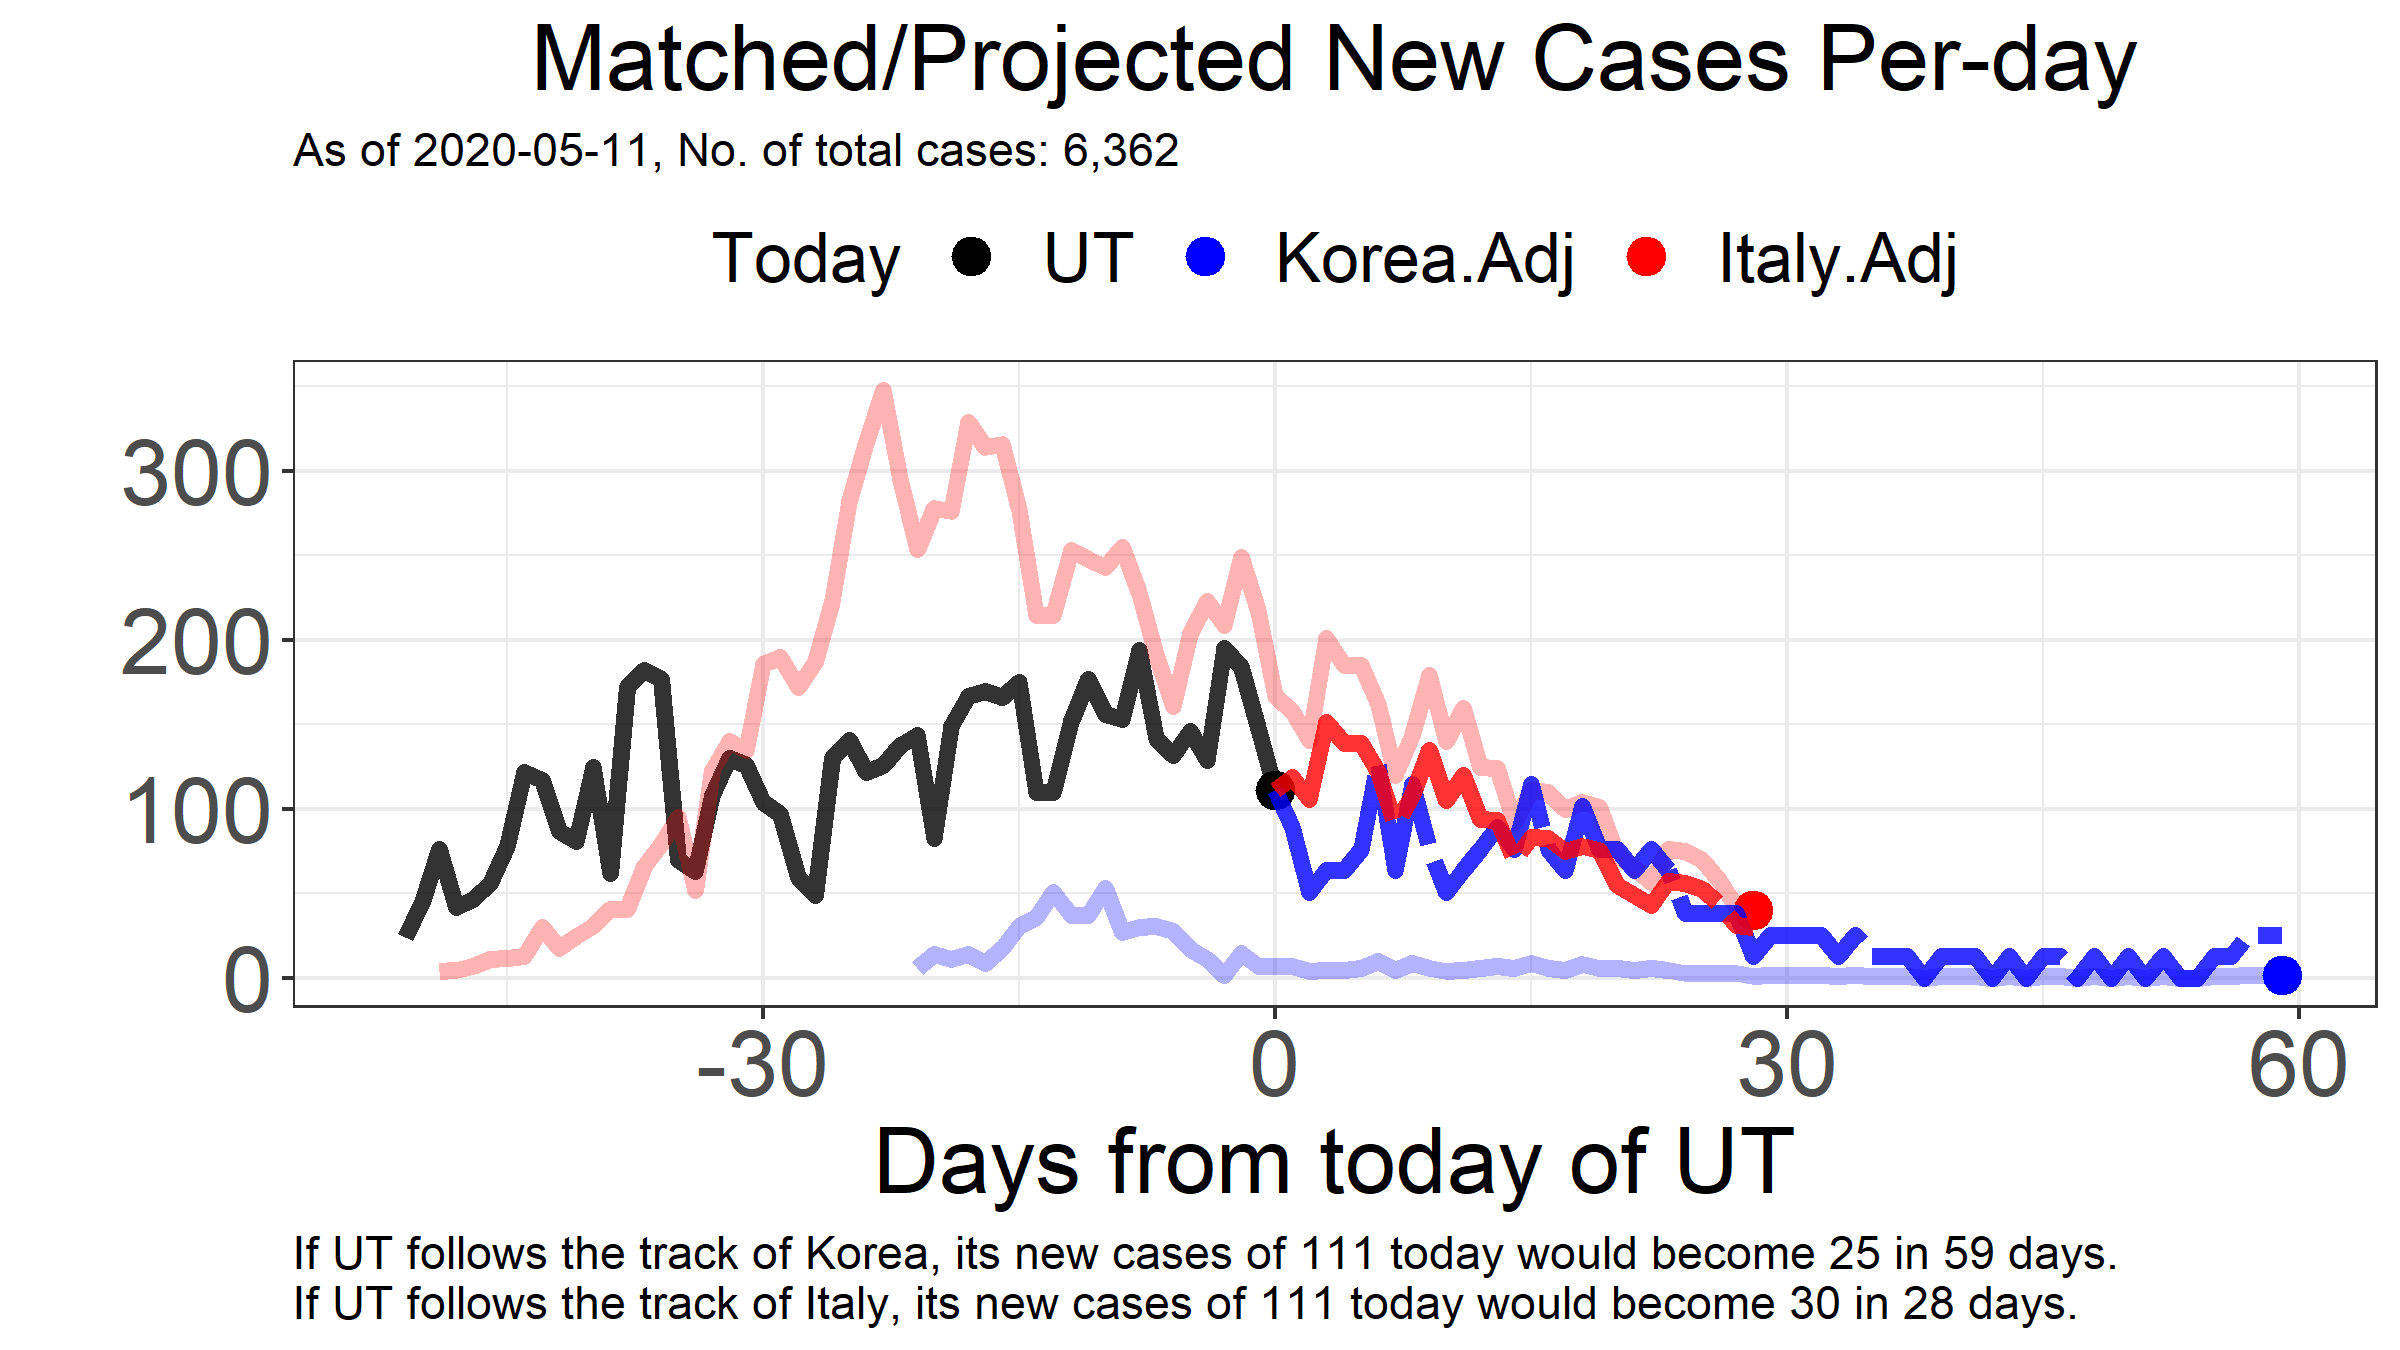 Matched/Projected New Cases Per-day
As of 2020-05-11, No. of total cases: 6,362
Today UT Korea.Adj Italy.Adj
300
200
100
0
-30 0 30 60
Days from today of UT
If UT follows the track of Korea, its new cases of 111 today would become 25 in 59 days.
If UT follows the track of Italy, its new cases of 111 today would become 30 in 28 days.